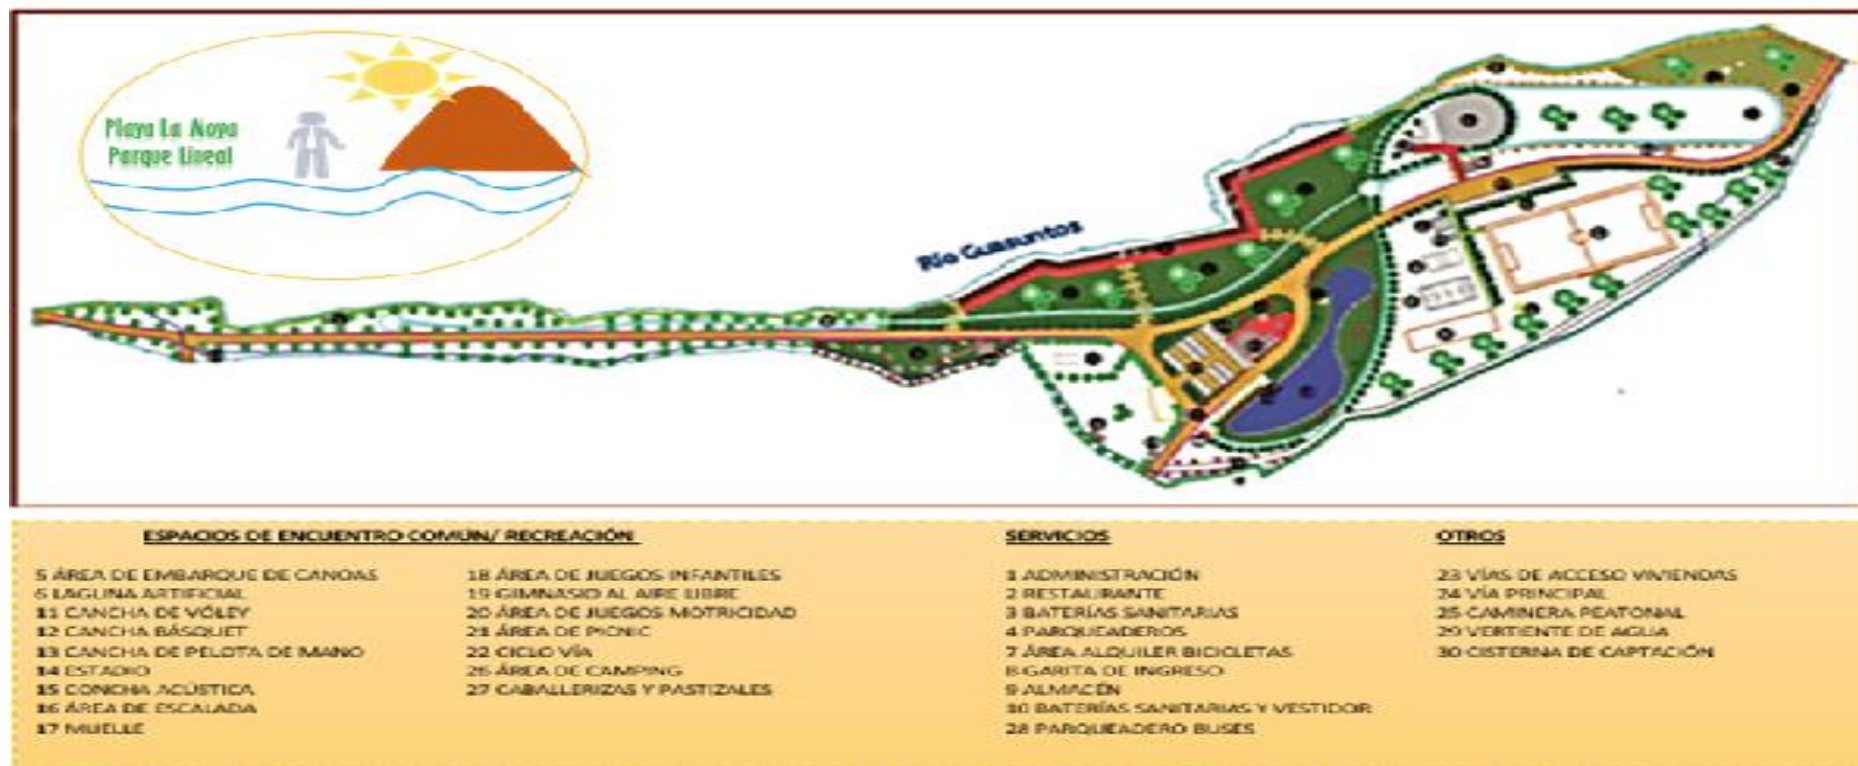 Playa La Moya
Parque Lineal
Río Guasuntos
ESPACIOS DE ENCUENTRO COMÚN/ RECREACIÓN
5 ÁREA DE EMBARQUE DE CANOAS
6 LAGUNA ARTIFICIAL
11 CANCHA DE VÓLEY
12 CANCHA BÁSQUET
13 CANCHA DE PELOTA DE MANO
14 ESTADIO
15 CONCHA ACÚSTICA
16 ÁREA DE ESCALADA
17 MUELLE
18 ÁREA DE JUEGOS INFANTILES
19 GIMNASIO AL AIRE LIBRE
20 ÁREA DE JUEGOS MOTRICIDAD
21 ÁREA DE PICNIC
22 CICLO VÍA
26 ÁREA DE CAMPING
27 CABALLERIZAS Y PASTIZALES
SERVICIOS
1 ADMINISTRACIÓN
2 RESTAURANTE
3 BATERÍAS SANITARIAS
4 PARQUEADEROS
7 ÁREA ALQUILER BICICLETAS
8 GARITA DE INGRESO
9 ALMACÉN
10 BATERÍAS SANITARIAS Y VESTIDOR
28 PARQUEADERO BUSES
OTROS
23 VÍAS DE ACCESO VIVIENDAS
24 VÍA PRINCIPAL
25 CAMINERA PEATONAL
29 VERTIENTE DE AGUA
30 CISTERNA DE CAPTACIÓN